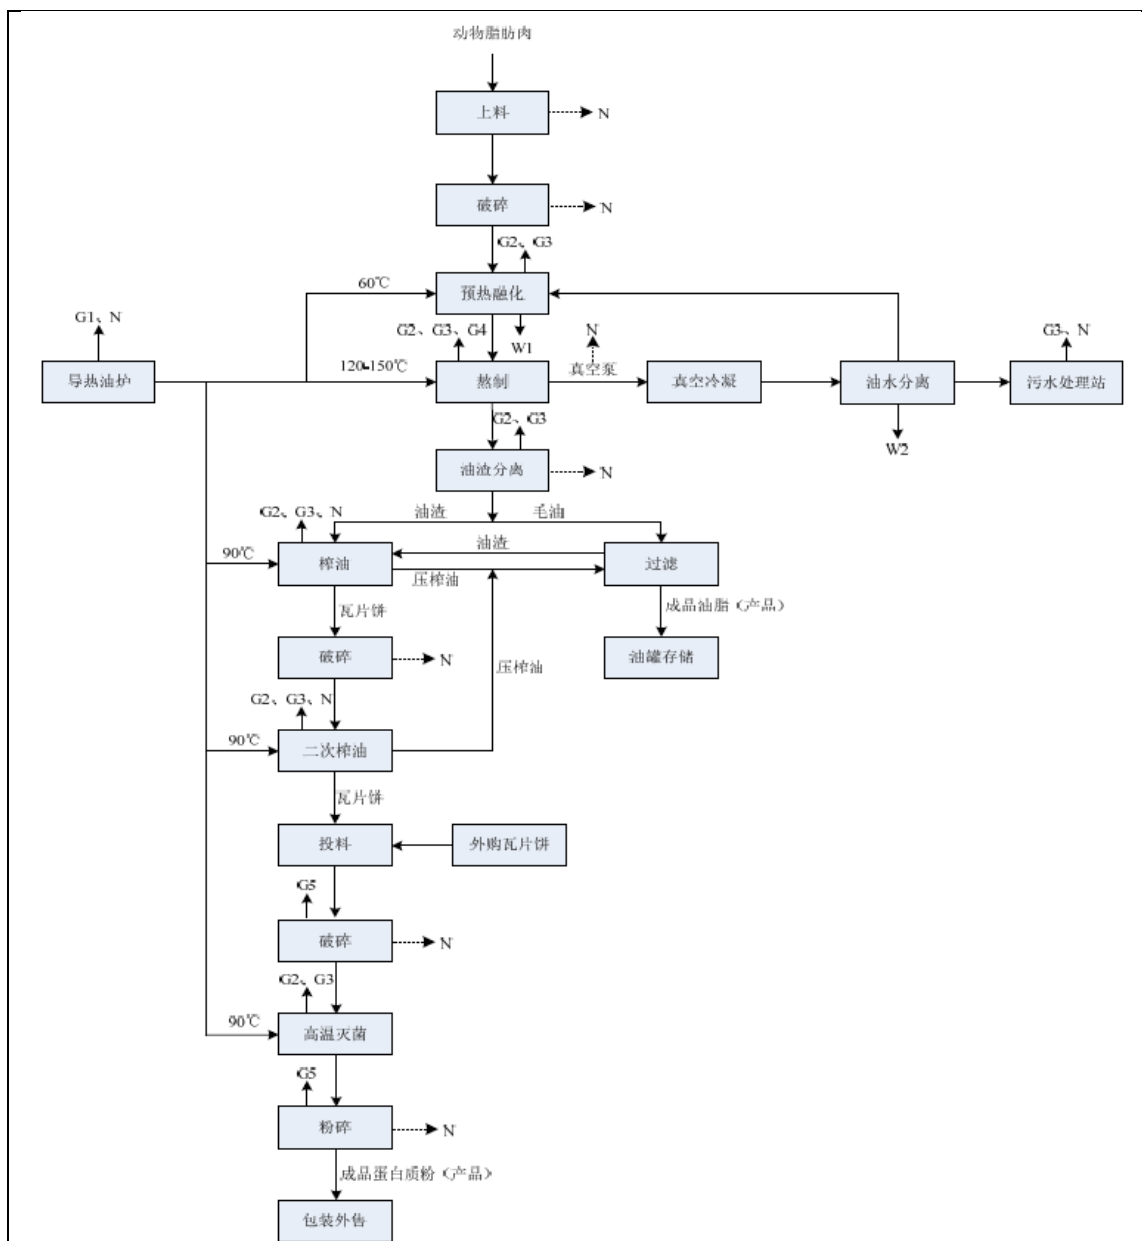 动物脂肪肉
上料
N
破碎
N
G2、G3
60℃
预热融化
G1、N
G2、G3、G4
W1
N
G3、N
导热油炉
120-150℃
熬制
真空泵
真空冷凝
油水分离
污水处理站
G2、G3
W2
油渣分离
N
G2、G3、N
油渣
毛油
90℃
榨油
油渣
压榨油
过滤
瓦片饼
成品油脂（产品）
破碎
N
压榨油
油罐存储
G2、G3、N
90℃
二次榨油
瓦片饼
投料
外购瓦片饼
G5
破碎
N
G2、G3
90℃
高温灭菌
G5
粉碎
N
成品蛋白质粉（产品）
包装外售